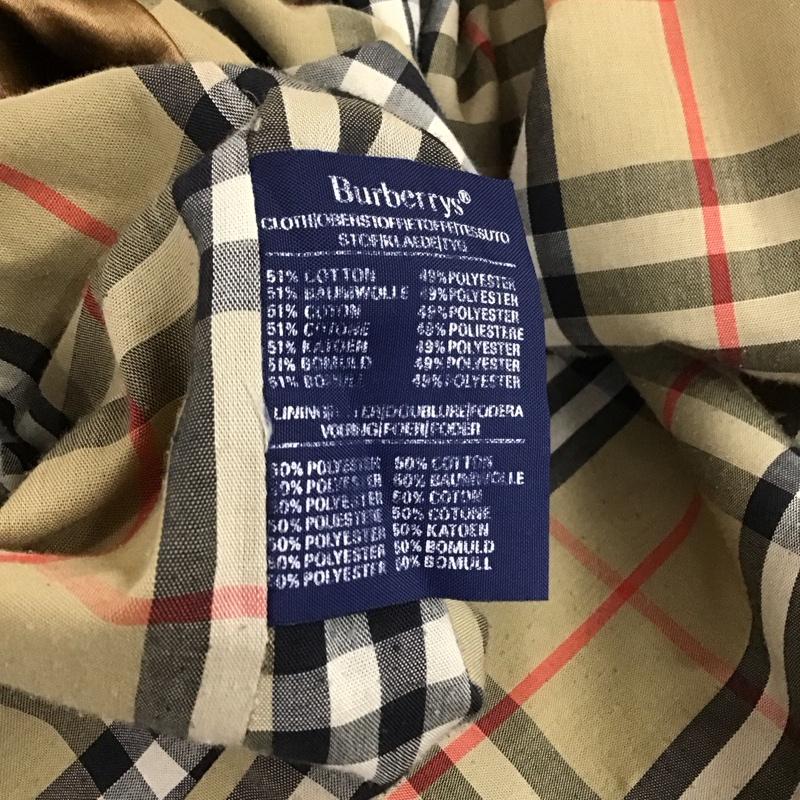 Burberrys®
CLOTH|OBERSTOFF|ETOFFE|TESSUTO
STOF|KLAEDE|TYG
51% COTTON 49% POLYESTER
51% BAUMWOLLE 49% POLYESTER
51% COTON 49% POLYESTER
51% COTONE 49% POLIESTERE
51% KATOEN 49% POLYESTER
51% BOMULD 49% POLYESTER
51% BOMULL 49% POLYESTER
LINING|FUTTER|DOUBLURE|FODERA
VOERING|FOER|FODER
50% POLYESTER 50% COTTON
50% POLYESTER 50% BAUMWOLLE
50% POLYESTER 50% COTON
50% POLIESTERE 50% COTONE
50% POLYESTER 50% KATOEN
50% POLYESTER 50% BOMULD
50% POLYESTER 50% BOMULL